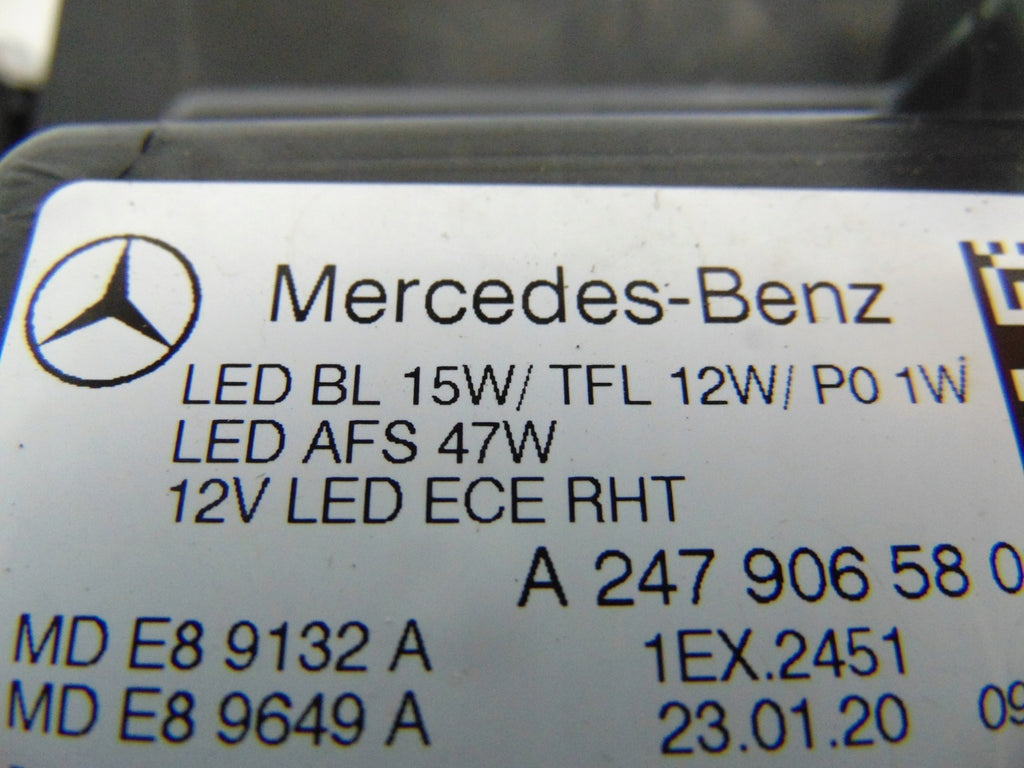 Mercedes-Benz
LED BL 15W/ TFL 12W/ P0 1W
LED AFS 47W
12V LED ECE RHT
A 247 906 58 0
MD E8 9132 A
1EX.2451
MD E8 9649 A
23.01.20
09